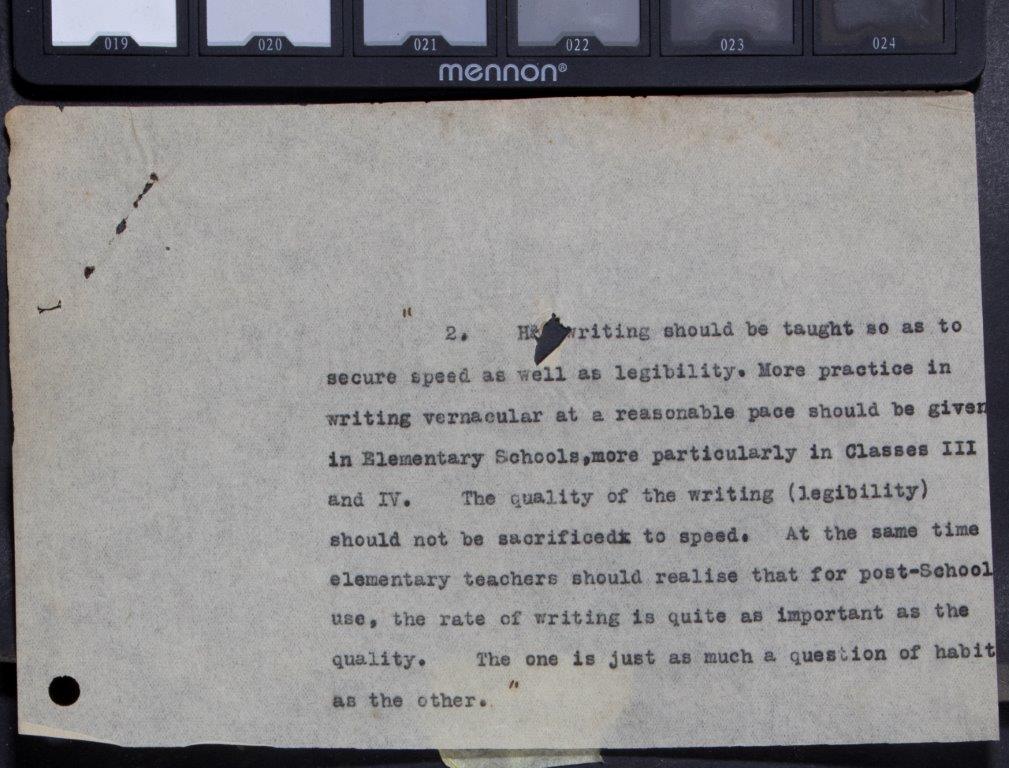 019 020 021 022 023 024
mennon®
" 2. writing should be taught so as to
secure speed as well as legibility. More practice in
writing vernacular at a reasonable pace should be given
in Elementary Schools,more particularly in Classes III
and IV. The quality of the writing (legibility)
should not be sacrificed to speed. At the same time
elementary teachers should realise that for post-School
use, the rate of writing is quite as important as the
quality. The one is just as much a question of habit
as the other. "